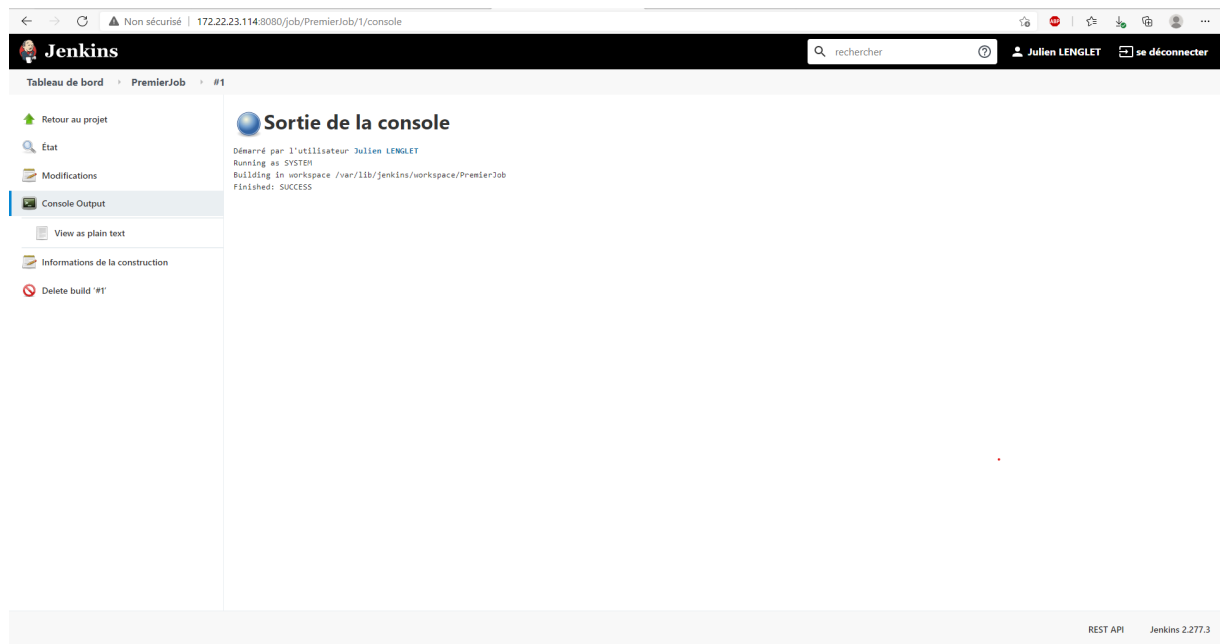 Non sécurisé | 172.22.23.114:8080/job/PremierJob/1/console
ABP
Jenkins
rechercher
Julien LENGLET
se déconnecter
Tableau de bord
PremierJob
#1
Retour au projet
État
Modifications
Console Output
View as plain text
Informations de la construction
Delete build '#1'
Sortie de la console
Démarré par l'utilisateur Julien LENGLET
Running as SYSTEM
Building in workspace /var/lib/jenkins/workspace/PremierJob
Finished: SUCCESS
REST API
Jenkins 2.277.3